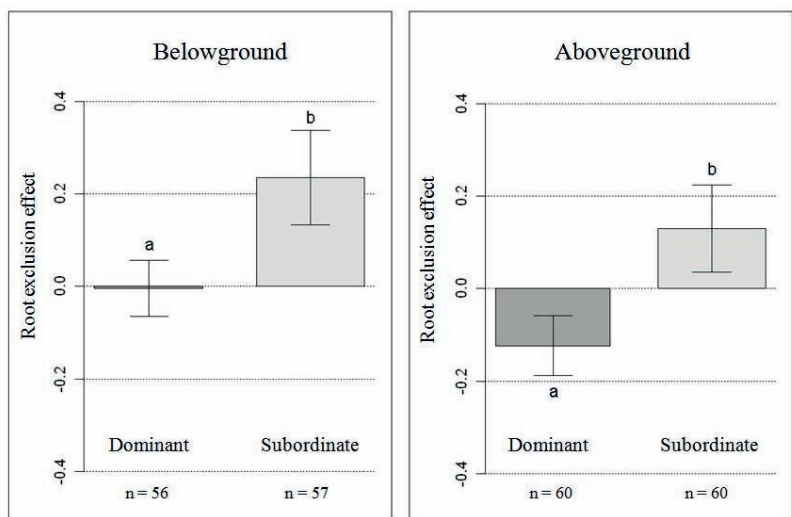 Belowground
Root exclusion effect
0.4
0.2
0.0
-0.2
-0.4
a
b
Dominant Subordinate
n = 56 n = 57
Aboveground
Root exclusion effect
0.4
0.2
0.0
-0.2
-0.4
b
a
Dominant Subordinate
n = 60 n = 60